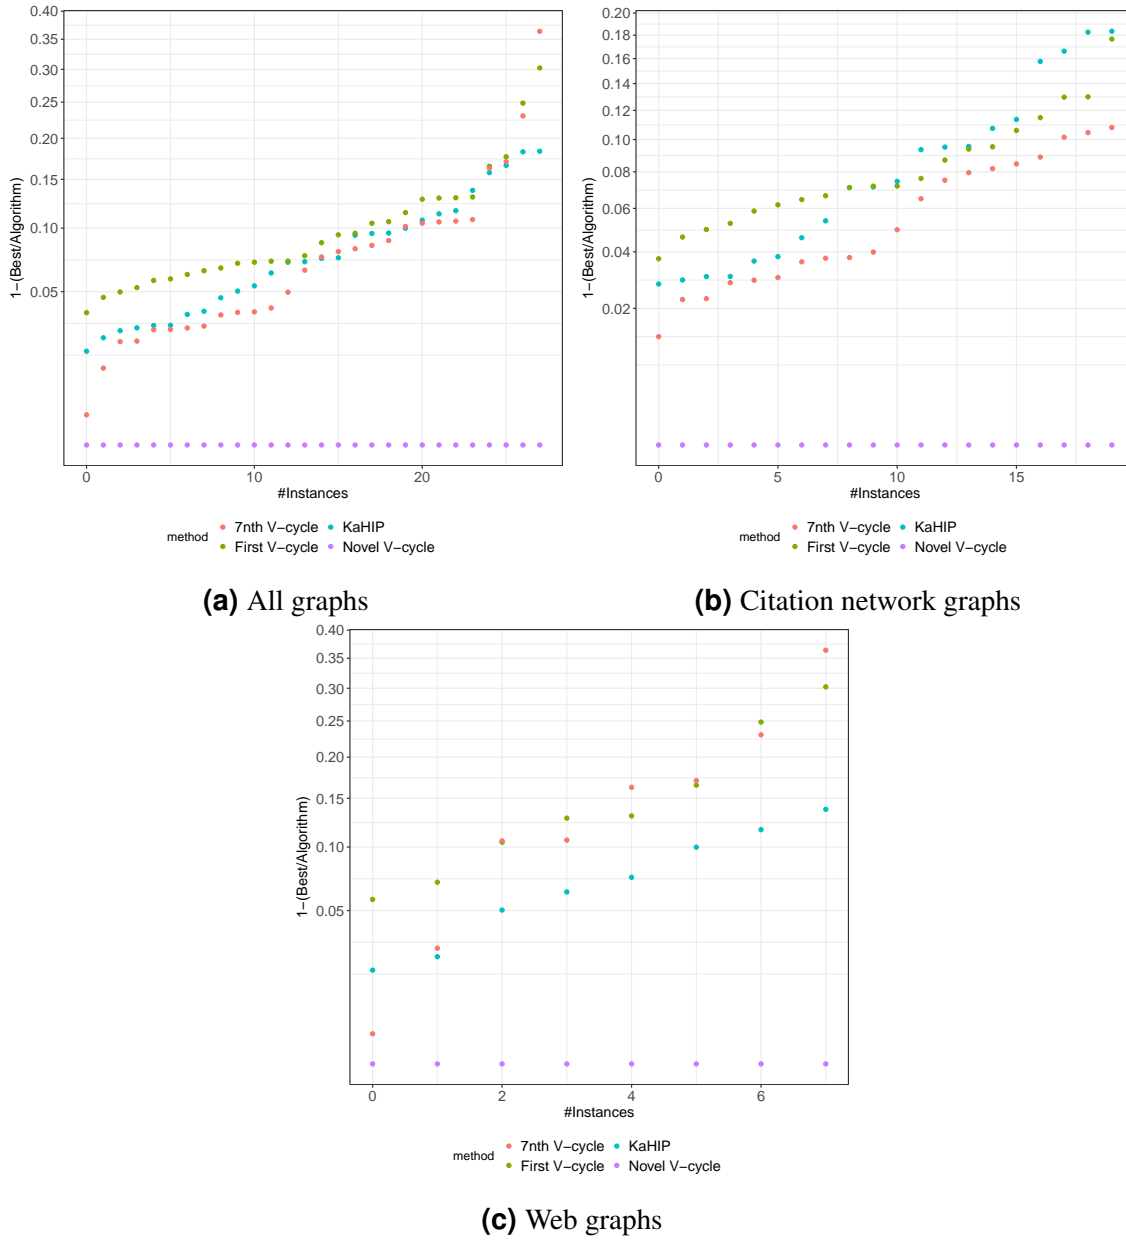 0.40
0.35
0.30
0.25
0.20
0.15
0.10
0.05
1−(Best/Algorithm)
0 10 20
#Instances
method 7nth V−cycle KaHIP
First V−cycle Novel V−cycle
(a) All graphs
0.20
0.18
0.16
0.14
0.12
0.10
0.08
0.06
0.04
0.02
1−(Best/Algorithm)
0 5 10 15
#Instances
method 7nth V−cycle KaHIP
First V−cycle Novel V−cycle
(b) Citation network graphs
0.40
0.35
0.30
0.25
0.20
0.15
0.10
0.05
1−(Best/Algorithm)
0 2 4 6
#Instances
method 7nth V−cycle KaHIP
First V−cycle Novel V−cycle
(c) Web graphs